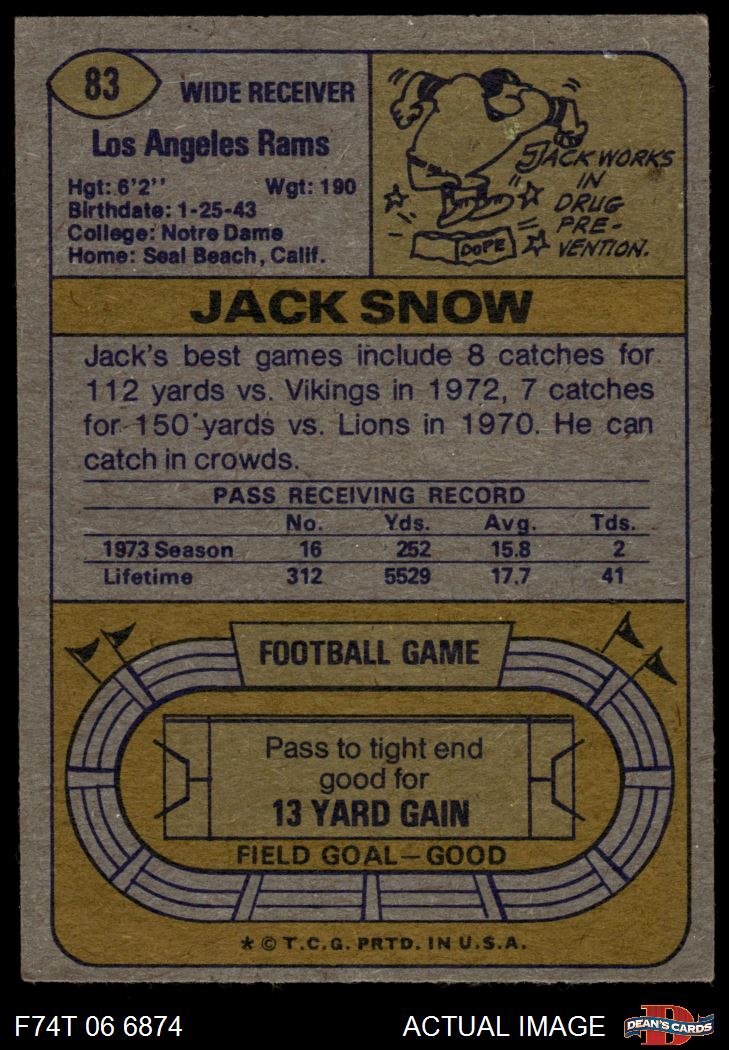 83
WIDE RECEIVER
Los Angeles Rams
Hgt: 6'2'' Wgt: 190
Birthdate: 1-25-43
College: Notre Dame
Home: Seal Beach, Calif.
JACK WORKS
IN
DRUG
PRE-
VENTION.
DOPE
JACK SNOW
Jack's best games include 8 catches for
112 yards vs. Vikings in 1972, 7 catches
for 150 yards vs. Lions in 1970. He can
catch in crowds.
PASS RECEIVING RECORD
No. Yds. Avg. Tds.
1973 Season 16 252 15.8 2
Lifetime 312 5529 17.7 41
FOOTBALL GAME
Pass to tight end
good for
13 YARD GAIN
FIELD GOAL—GOOD
* © T.C.G. PRTD. IN U.S.A.
F74T 06 6874 ACTUAL IMAGE
DEAN'S CARDS